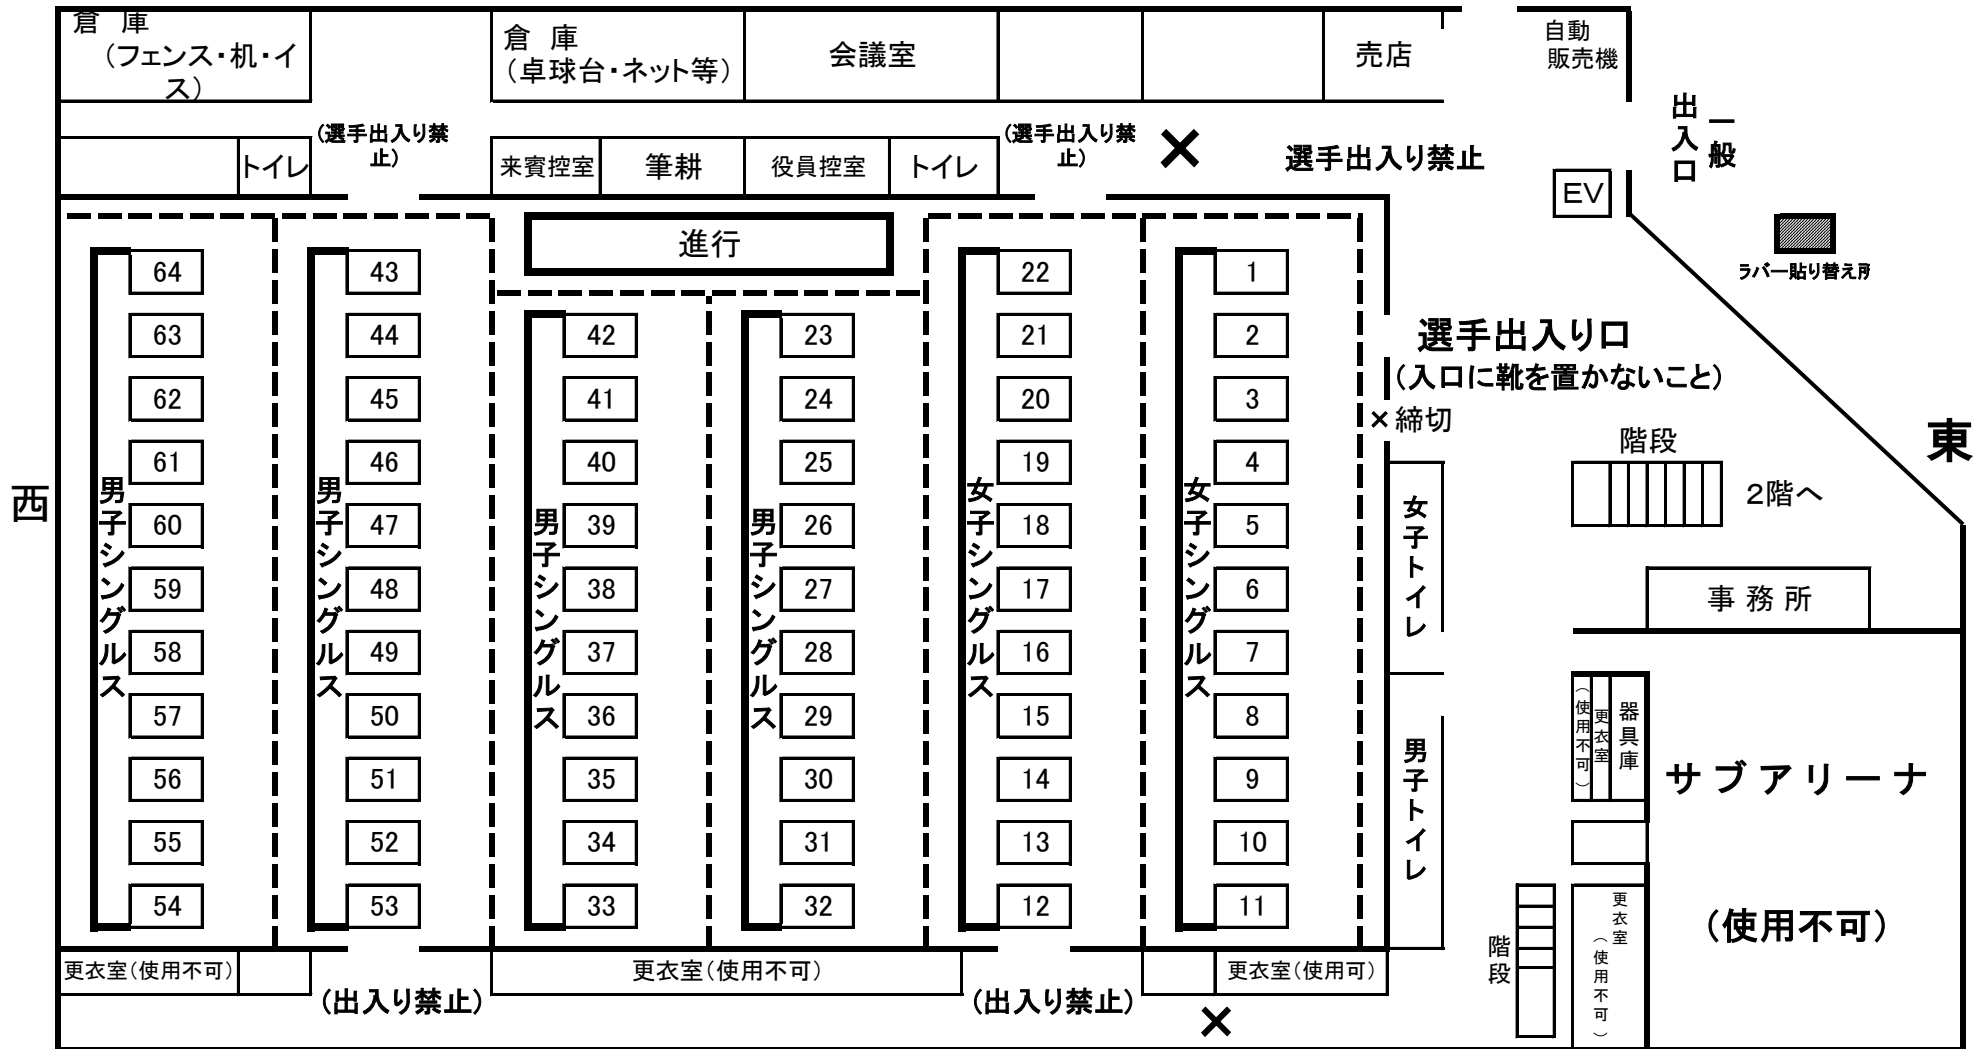 倉 庫
(フェンス・机・イ
ス)
倉 庫
(卓球台・ネット等)
会議室
売店
自動
販売機
一般
出入口
(選手出入り禁
止)
(選手出入り禁
止)
×
選手出入り禁止
トイレ
来賓控室
筆耕
役員控室
トイレ
EV
進行
ラバー貼り替え所
64
43
22
1
63
44
42
23
21
2
選手出入り口
(入口に靴を置かないこと)
62
45
41
24
20
3
×締切
61
46
40
25
19
4
階段
2階へ
東
西
60
47
39
26
18
5
59
48
38
27
17
6
58
49
37
28
16
7
57
50
36
29
15
8
56
51
35
30
14
9
55
52
34
31
13
10
54
53
33
32
12
11
男子シングルス
男子シングルス
男子シングルス
男子シングルス
女子シングルス
女子シングルス
女子トイレ
男子トイレ
事 務 所
器具庫
更衣室
(使用不可)
サブアリーナ
(使用不可)
更衣室
(使用不可)
階段
更衣室(使用不可)
更衣室(使用不可)
更衣室(使用可)
(出入り禁止)
(出入り禁止)
×